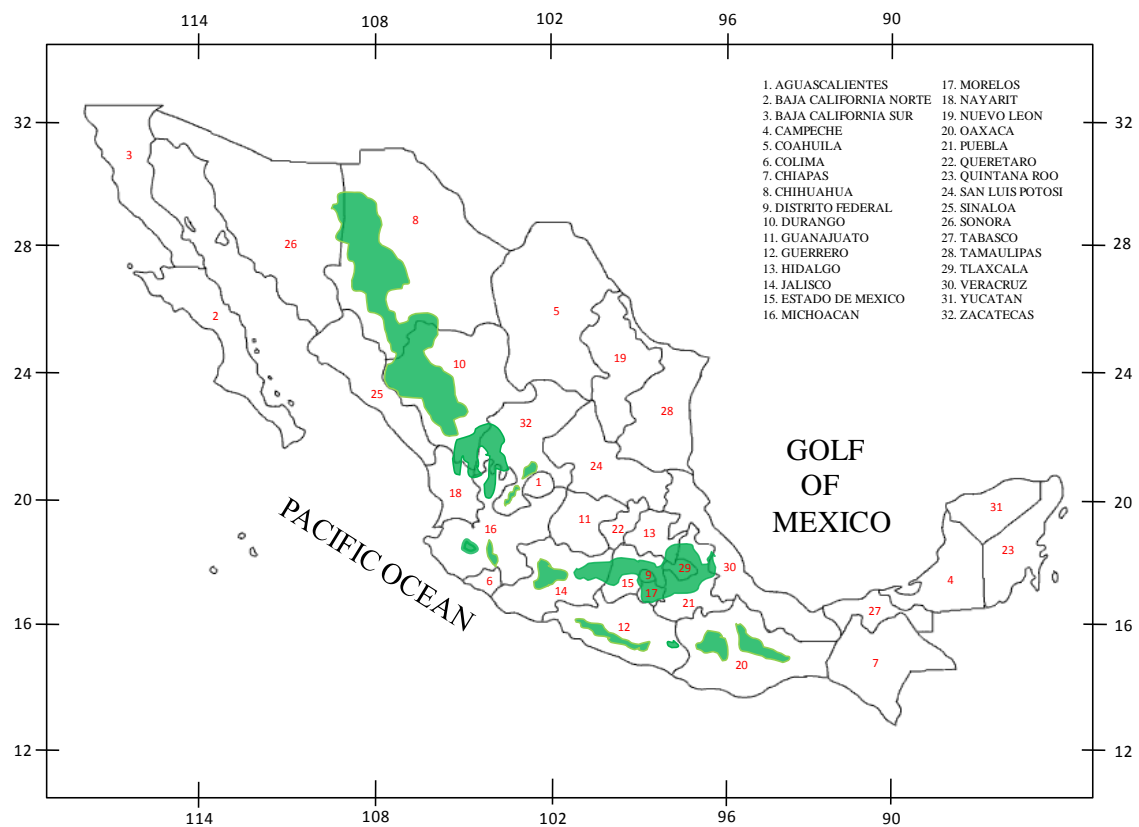 114
108
102
96
90
1. AGUASCALIENTES
2. BAJA CALIFORNIA NORTE
3. BAJA CALIFORNIA SUR
4. CAMPECHE
5. COAHUILA
6. COLIMA
7. CHIAPAS
8. CHIHUAHUA
9. DISTRITO FEDERAL
10. DURANGO
11. GUANAJUATO
12. GUERRERO
13. HIDALGO
14. JALISCO
15. ESTADO DE MEXICO
16. MICHOACAN
17. MORELOS
18. NAYARIT
19. NUEVO LEON
20. OAXACA
21. PUEBLA
22. QUERETARO
23. QUINTANA ROO
24. SAN LUIS POTOSI
25. SINALOA
26. SONORA
27. TABASCO
28. TAMAULIPAS
29. TLAXCALA
30. VERACRUZ
31. YUCATAN
32. ZACATECAS
32
32
3
8
26
28
28
2
5
19
10
24
24
25
28
32
24
GOLF
OF
MEXICO
1
18
20
20
31
16
11
22
13
23
PACIFIC OCEAN
6
14
15
9
29
30
17
21
4
27
16
16
12
20
7
12
12
114
108
102
96
90